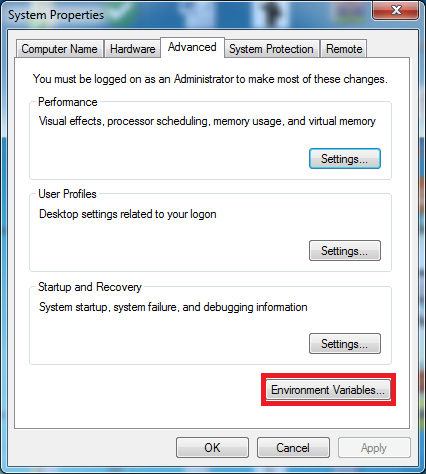 System Properties
Computer Name Hardware Advanced System Protection Remote
You must be logged on as an Administrator to make most of these changes.
Performance
Visual effects, processor scheduling, memory usage, and virtual memory
Settings...
User Profiles
Desktop settings related to your logon
Settings...
Startup and Recovery
System startup, system failure, and debugging information
Settings...
Environment Variables...
OK Cancel Apply